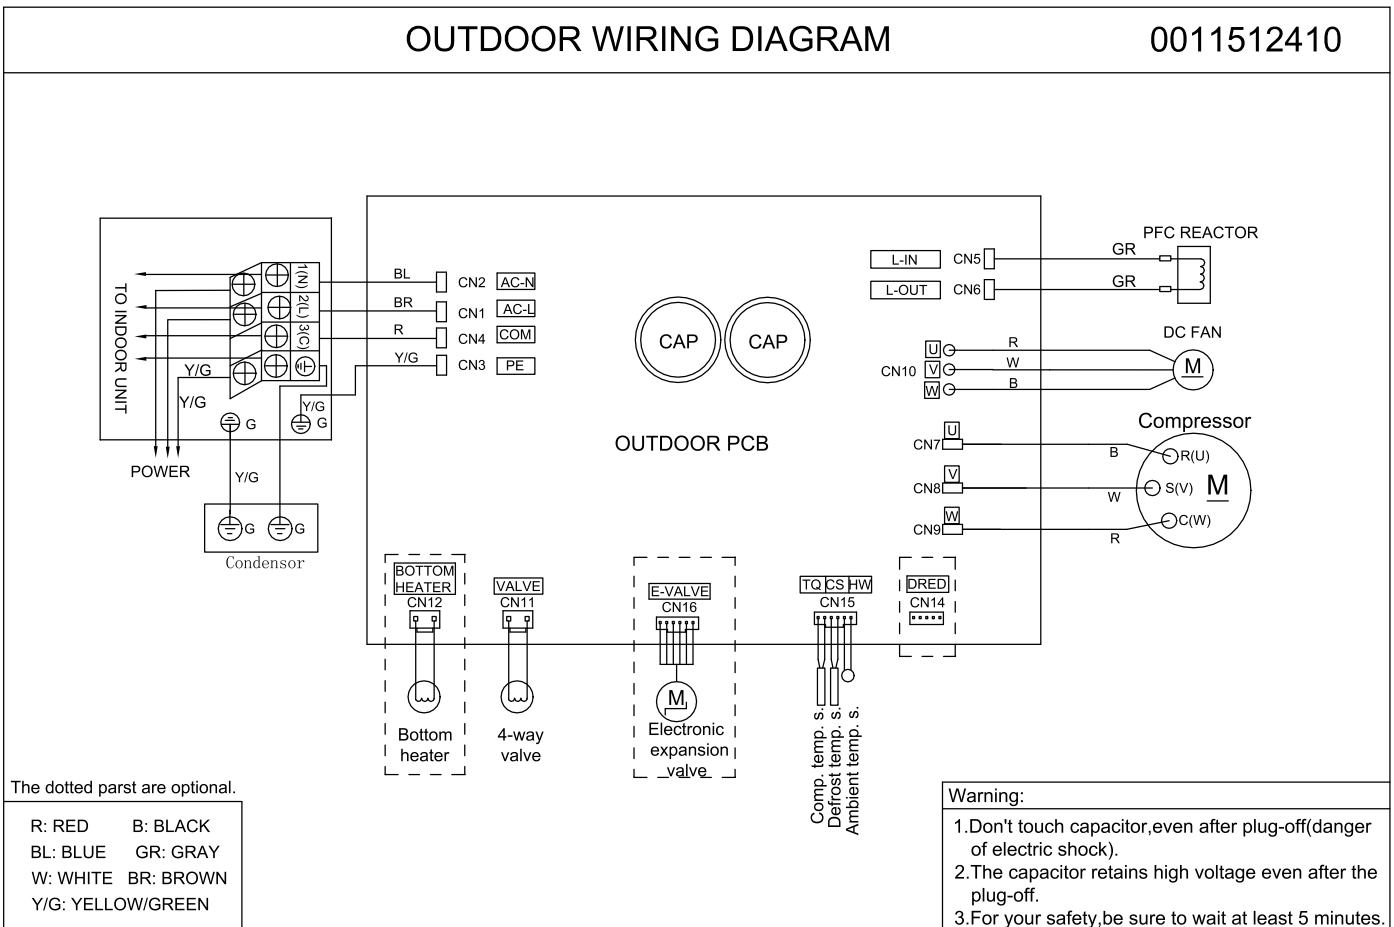 OUTDOOR WIRING DIAGRAM
0011512410
TO INDOOR UNIT
1(N)
2(L)
3(C)
Y/G
Y/G
G
Y/G
G
POWER
Y/G
G
G
Condensor
BL
CN2
AC-N
BR
CN1
AC-L
R
CN4
COM
Y/G
CN3
PE
CAP
CAP
OUTDOOR PCB
L-IN
CN5
GR
L-OUT
CN6
GR
PFC REACTOR
DC FAN
CN10
U
R
V
W
W
B
M
Compressor
U
CN7
B
R(U)
V
CN8
W
S(V)
M
W
CN9
R
C(W)
BOTTOM
HEATER
CN12
Bottom
heater
VALVE
CN11
4-way
valve
E-VALVE
CN16
M
Electronic
expansion
valve
TQ CS HW
CN15
Comp. temp. s.
Defrost temp. s.
Ambient temp. s.
DRED
CN14
The dotted parst are optional.
R: RED B: BLACK
BL: BLUE GR: GRAY
W: WHITE BR: BROWN
Y/G: YELLOW/GREEN
Warning:
1.Don't touch capacitor,even after plug-off(danger
of electric shock).
2.The capacitor retains high voltage even after the
plug-off.
3.For your safety,be sure to wait at least 5 minutes.